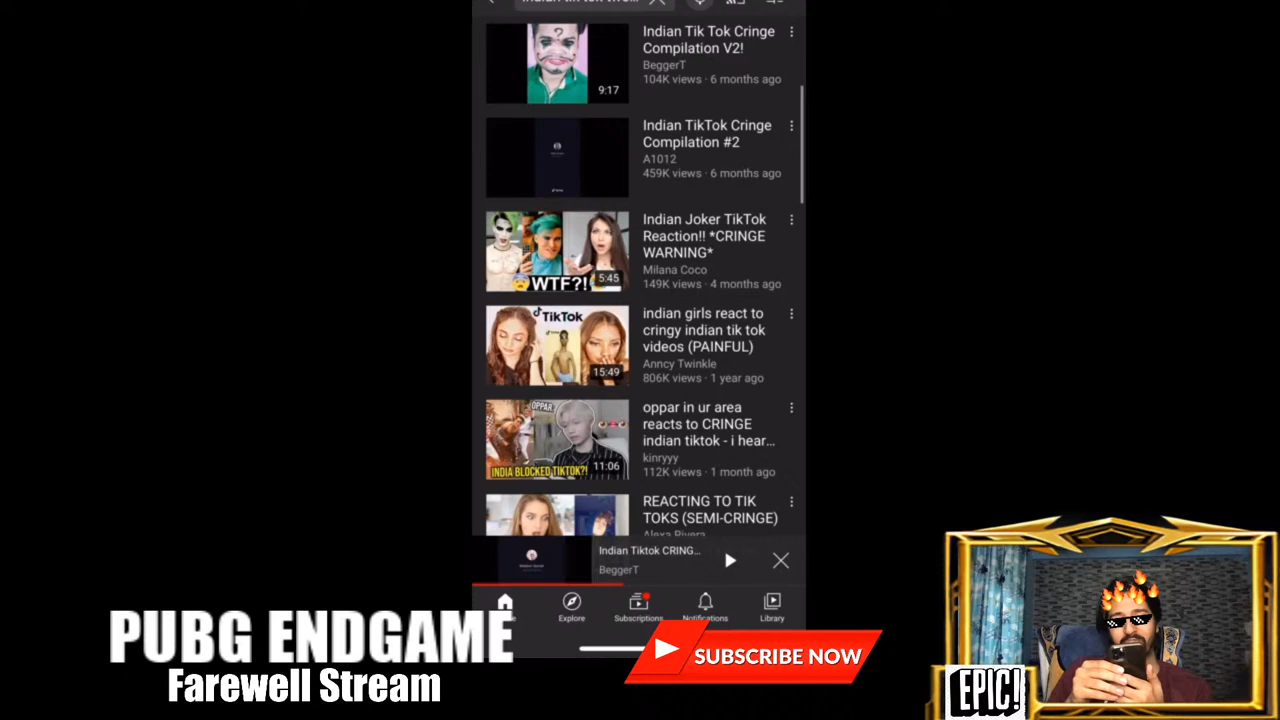 Indian Tik Tok Cringe
Compilation V2!
BeggerT
104K views · 6 months ago
9:17
Indian TikTok Cringe
Compilation #2
A1012
459K views · 6 months ago
Indian Joker TikTok
Reaction!! *CRINGE
WARNING*
Milana Coco
149K views · 4 months ago
WTF?!
5:45
indian girls react to
cringy indian tik tok
videos (PAINFUL)
Anncy Twinkle
806K views · 1 year ago
TikTok
15:49
oppar in ur area
reacts to CRINGE
indian tiktok - i hear...
kinryyy
112K views · 1 month ago
OPPAR
INDIA BLOCKED TIKTOK?!
11:06
REACTING TO TIK
TOKS (SEMI-CRINGE)
Alexa Rivera
Indian Tiktok CRING...
BeggerT
Explore
Subscriptions
Notifications
Library
PUBG ENDGAME
Farewell Stream
SUBSCRIBE NOW
EPIC!